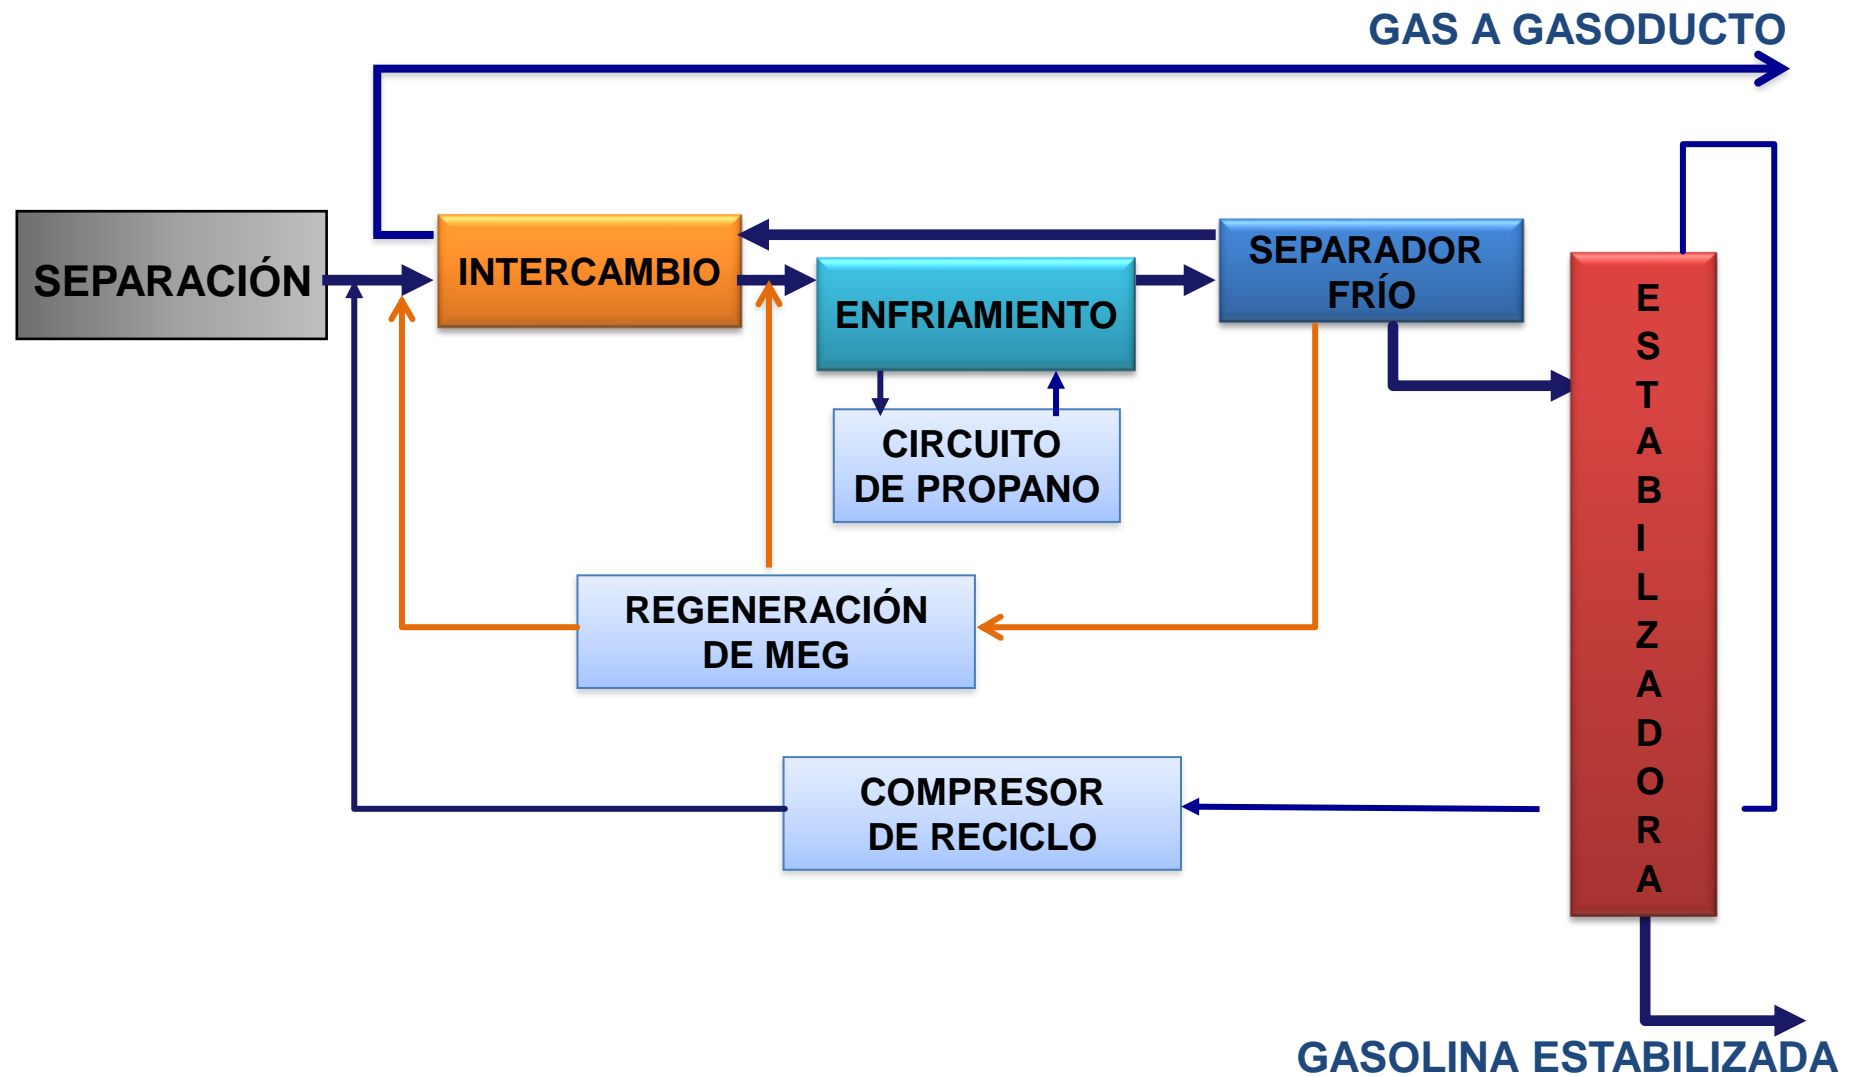 GAS A GASODUCTO
SEPARACIÓN
INTERCAMBIO
SEPARADOR
FRÍO
ENFRIAMIENTO
CIRCUITO
DE PROPANO
REGENERACIÓN
DE MEG
COMPRESOR
DE RECICLO
E
S
T
A
B
I
L
Z
A
D
O
R
A
GASOLINA ESTABILIZADA